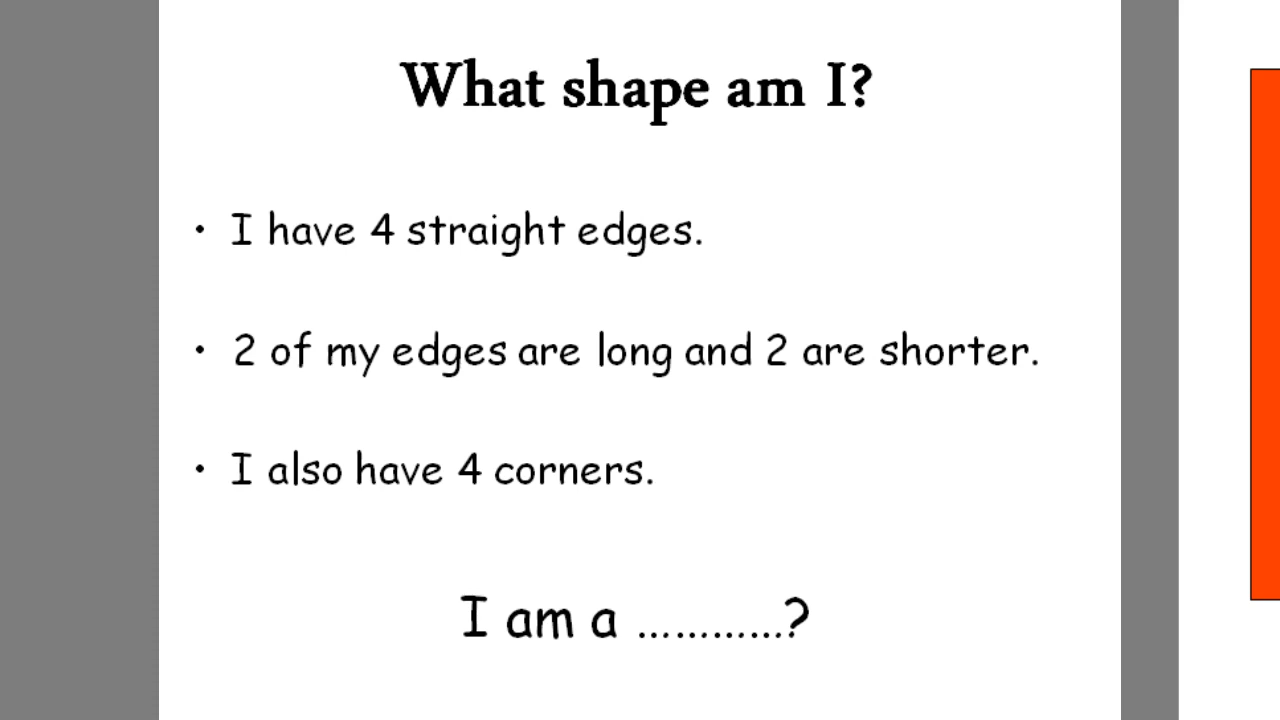 What shape am I?
• I have 4 straight edges.
• 2 of my edges are long and 2 are shorter.
• I also have 4 corners.
I am a …………?